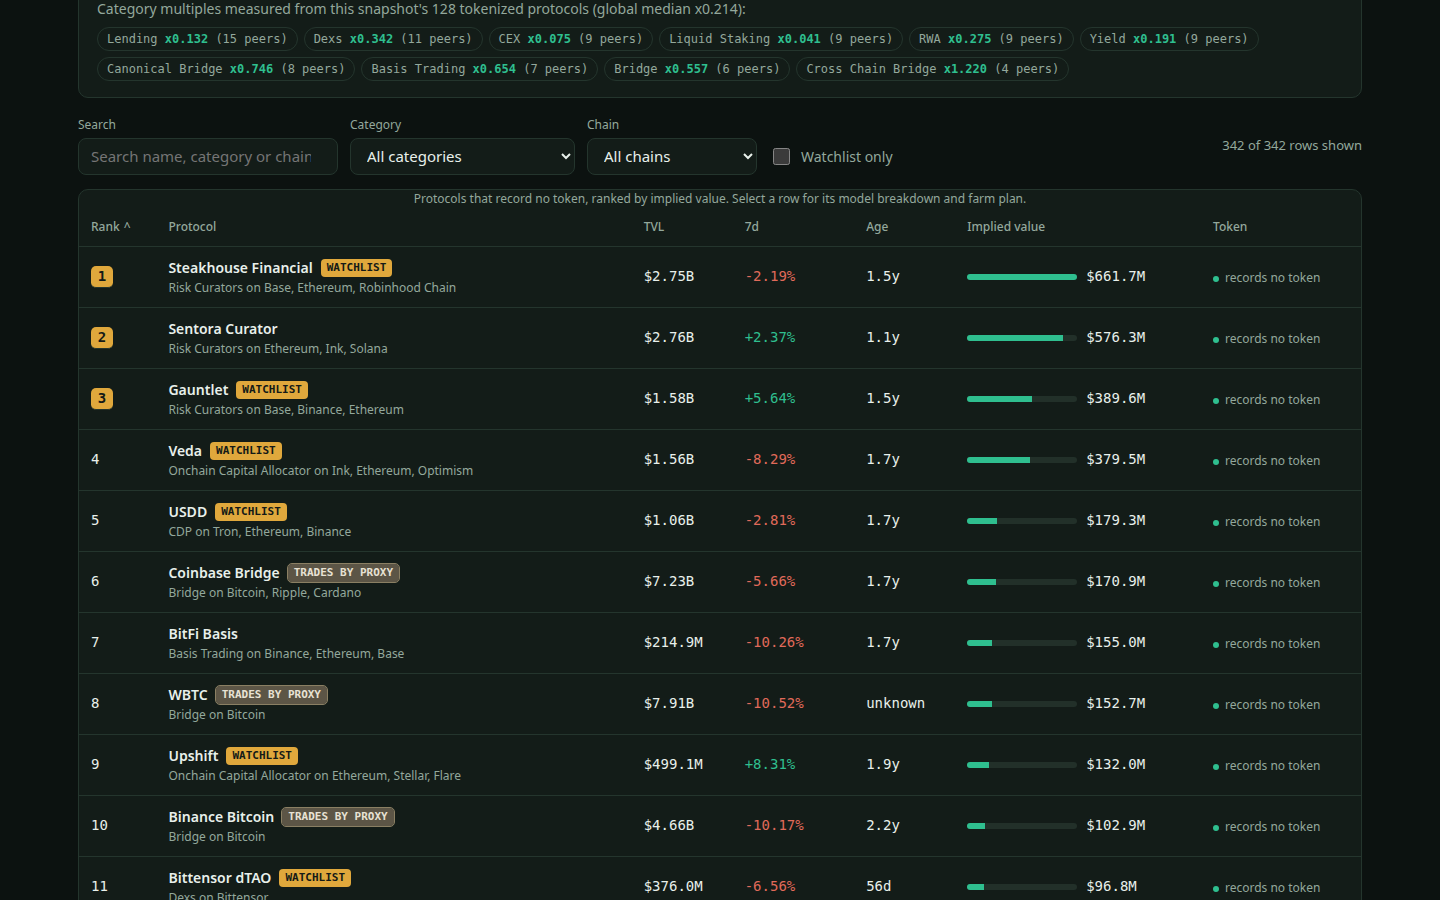 Category multiples measured from this snapshot's 128 tokenized protocols (global median x0.214):
Lending x0.132 (15 peers) Dexs x0.342 (11 peers) CEX x0.075 (9 peers) Liquid Staking x0.041 (9 peers) RWA x0.275 (9 peers) Yield x0.191 (9 peers)
Canonical Bridge x0.746 (8 peers) Basis Trading x0.654 (7 peers) Bridge x0.557 (6 peers) Cross Chain Bridge x1.220 (4 peers)
Search Category Chain
Search name, category or chain All categories All chains Watchlist only 342 of 342 rows shown
Protocols that record no token, ranked by implied value. Select a row for its model breakdown and farm plan.
Rank ^ Protocol TVL 7d Age Implied value Token
1 Steakhouse Financial WATCHLIST $2.75B -2.19% 1.5y $661.7M records no token
Risk Curators on Base, Ethereum, Robinhood Chain
2 Sentora Curator $2.76B +2.37% 1.1y $576.3M records no token
Risk Curators on Ethereum, Ink, Solana
3 Gauntlet WATCHLIST $1.58B +5.64% 1.5y $389.6M records no token
Risk Curators on Base, Binance, Ethereum
4 Veda WATCHLIST $1.56B -8.29% 1.7y $379.5M records no token
Onchain Capital Allocator on Ink, Ethereum, Optimism
5 USDD WATCHLIST $1.06B -2.81% 1.7y $179.3M records no token
CDP on Tron, Ethereum, Binance
6 Coinbase Bridge TRADES BY PROXY $7.23B -5.66% 1.7y $170.9M records no token
Bridge on Bitcoin, Ripple, Cardano
7 BitFi Basis $214.9M -10.26% 1.7y $155.0M records no token
Basis Trading on Binance, Ethereum, Base
8 WBTC TRADES BY PROXY $7.91B -10.52% unknown $152.7M records no token
Bridge on Bitcoin
9 Upshift WATCHLIST $499.1M +8.31% 1.9y $132.0M records no token
Onchain Capital Allocator on Ethereum, Stellar, Flare
10 Binance Bitcoin TRADES BY PROXY $4.66B -10.17% 2.2y $102.9M records no token
Bridge on Bitcoin
11 Bittensor dTAO WATCHLIST $376.0M -6.56% 56d $96.8M records no token
Dexs on Bittensor